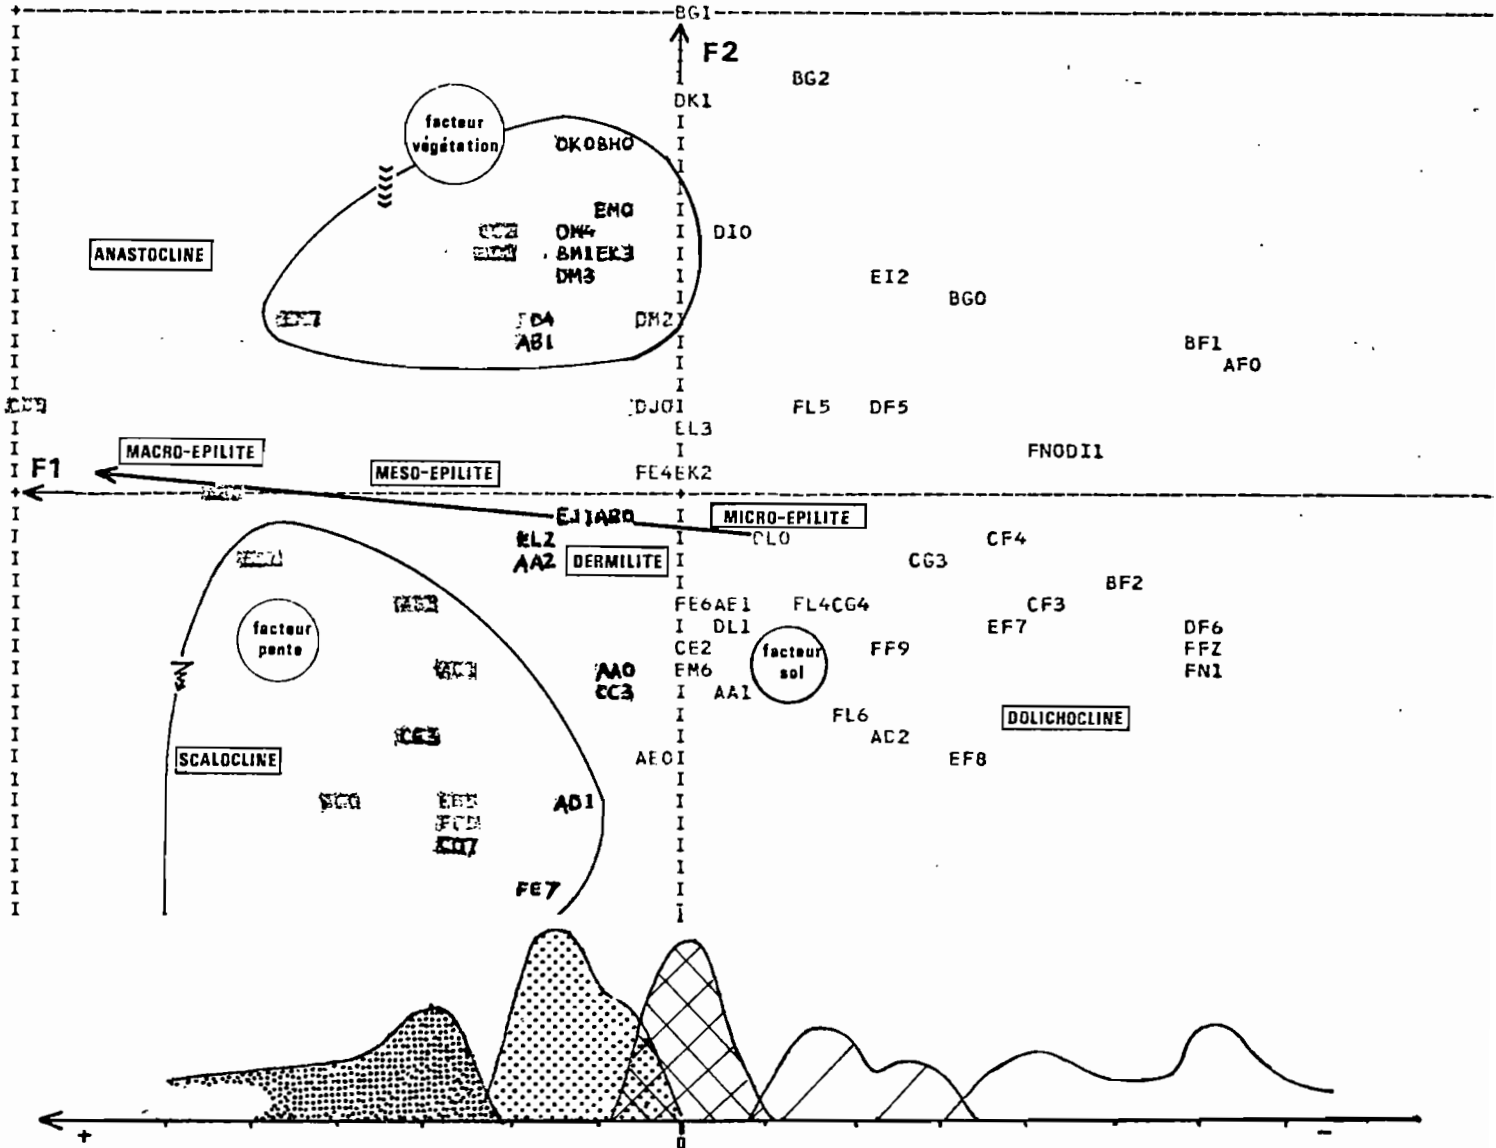 BG1
F2
BG2
DK1
facteur
végétation
DK0BH0
EM0
DM4
DI0
ANASTOCLINE
BM1EK3
DM3
EI2
BG0
DM2
AB1
BF1
AF0
DJ0
FL5
DF5
EL3
MACRO-EPILITE
FN0DI1
F1
MESO-EPILITE
FE4EK2
EJ1AB0
MICRO-EPILITE
EL2
DL0
CF4
AA2
DERMILITE
CG3
BF2
FE6AE1
FL4CG4
CF3
facteur
pente
DL1
EF7
DF6
CE2
facteur
sol
FF9
FFZ
AA0
EM6
FN1
CC3
AA1
FL6
DOLICHOCLINE
CE3
AD2
SCALOCLINE
AE0
EF8
AD1
FE7
+
0
-